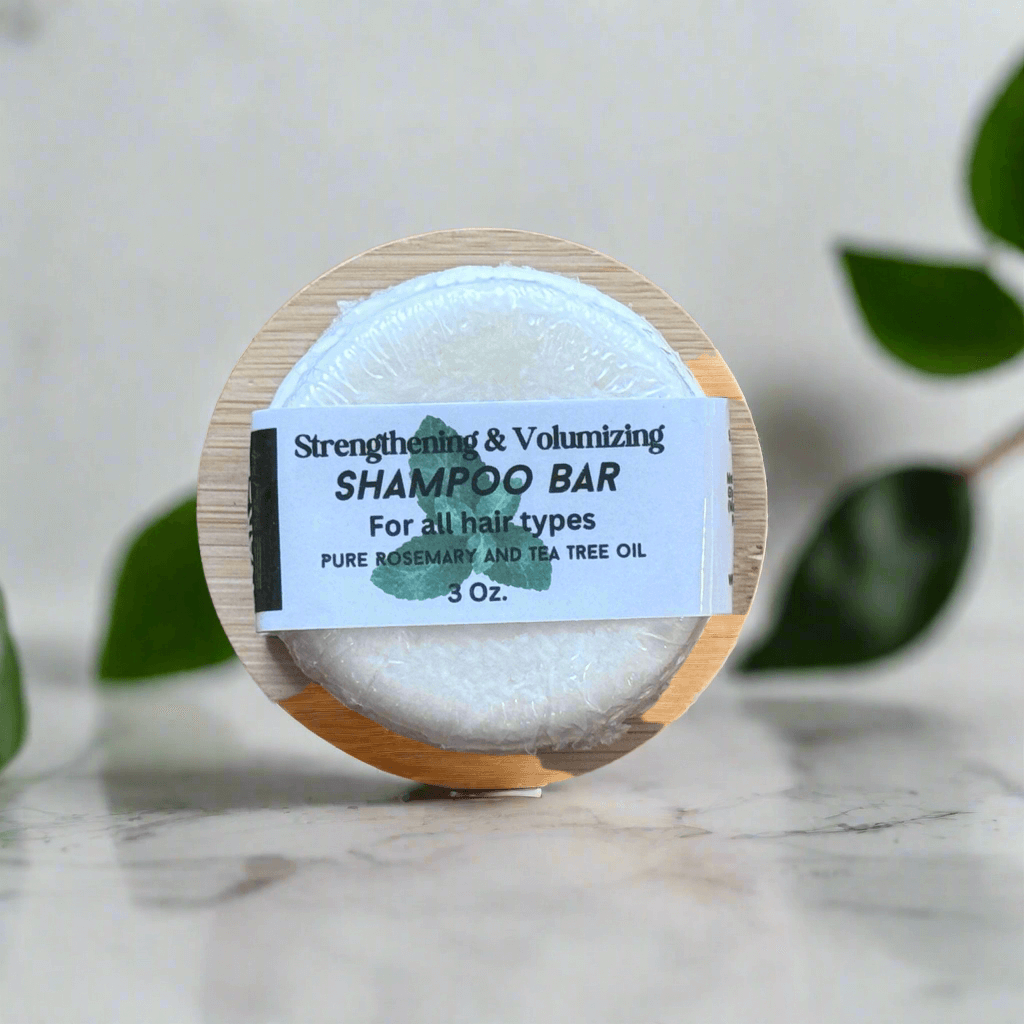 Strengthening & Volumizing
SHAMPOO BAR
For all hair types
PURE ROSEMARY AND TEA TREE OIL
3 Oz.